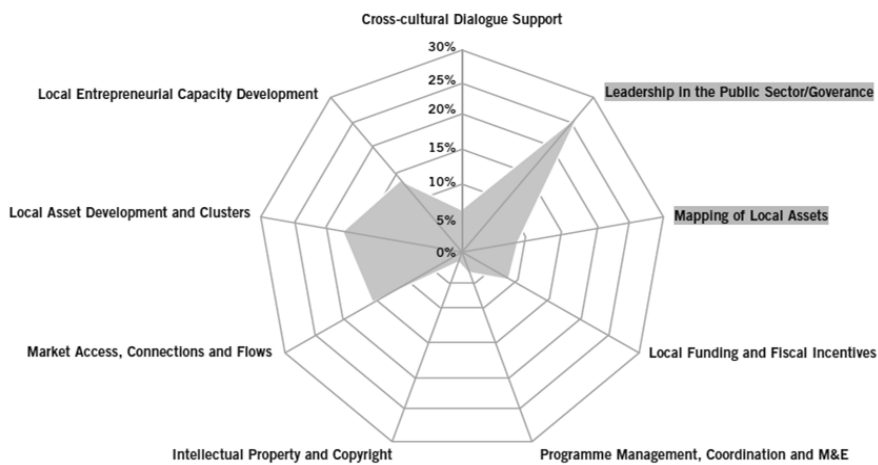 Cross-cultural Dialogue Support
30%
Local Entrepreneurial Capacity Development
25%
Leadership in the Public Sector/Goverance
20%
15%
10%
Local Asset Development and Clusters
5%
Mapping of Local Assets
0%
Market Access, Connections and Flows
Local Funding and Fiscal Incentives
Intellectual Property and Copyright
Programme Management, Coordination and M&E